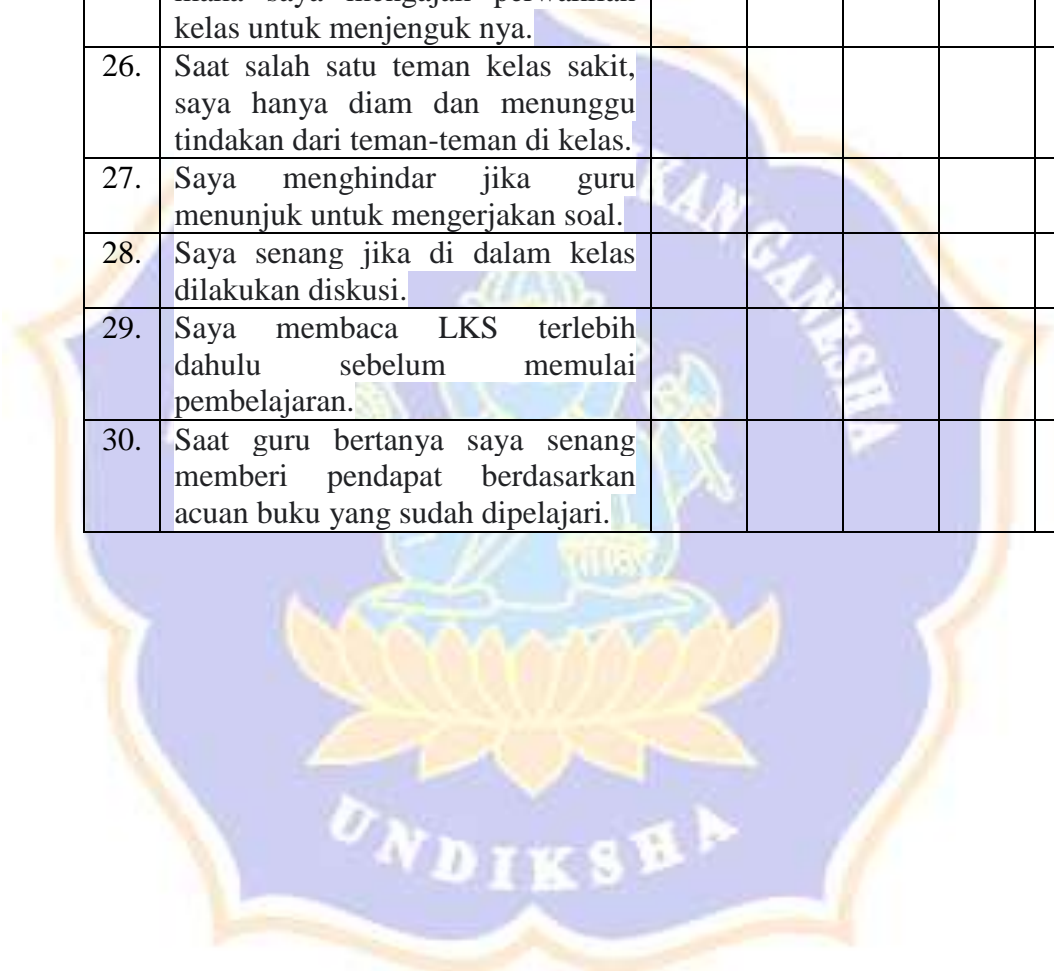 kelas untuk menjenguk nya.
26. Saat salah satu teman kelas sakit,
saya hanya diam dan menunggu
tindakan dari teman-teman di kelas.
27. Saya menghindar jika guru
menunjuk untuk mengerjakan soal.
28. Saya senang jika di dalam kelas
dilakukan diskusi.
29. Saya membaca LKS terlebih
dahulu sebelum memulai
pembelajaran.
30. Saat guru bertanya saya senang
memberi pendapat berdasarkan
acuan buku yang sudah dipelajari.
KAN GANESHA
UNDIKSHA